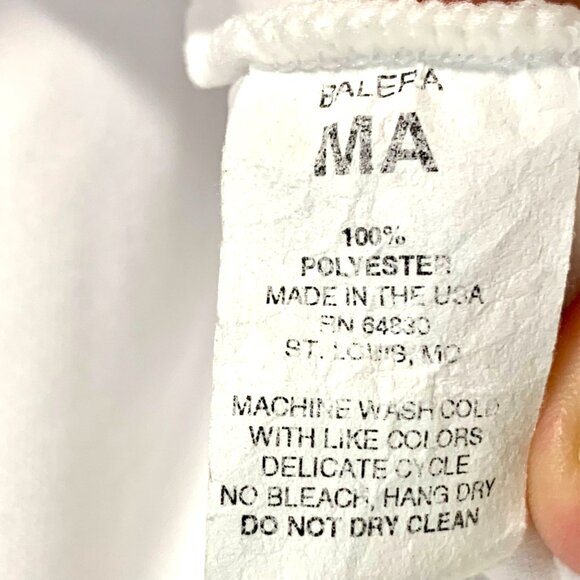 BALERA
MA
100%
POLYESTER
MADE IN THE USA
RN 64830
ST. LOUIS, MO
MACHINE WASH COLD
WITH LIKE COLORS
DELICATE CYCLE
NO BLEACH, HANG DRY
DO NOT DRY CLEAN